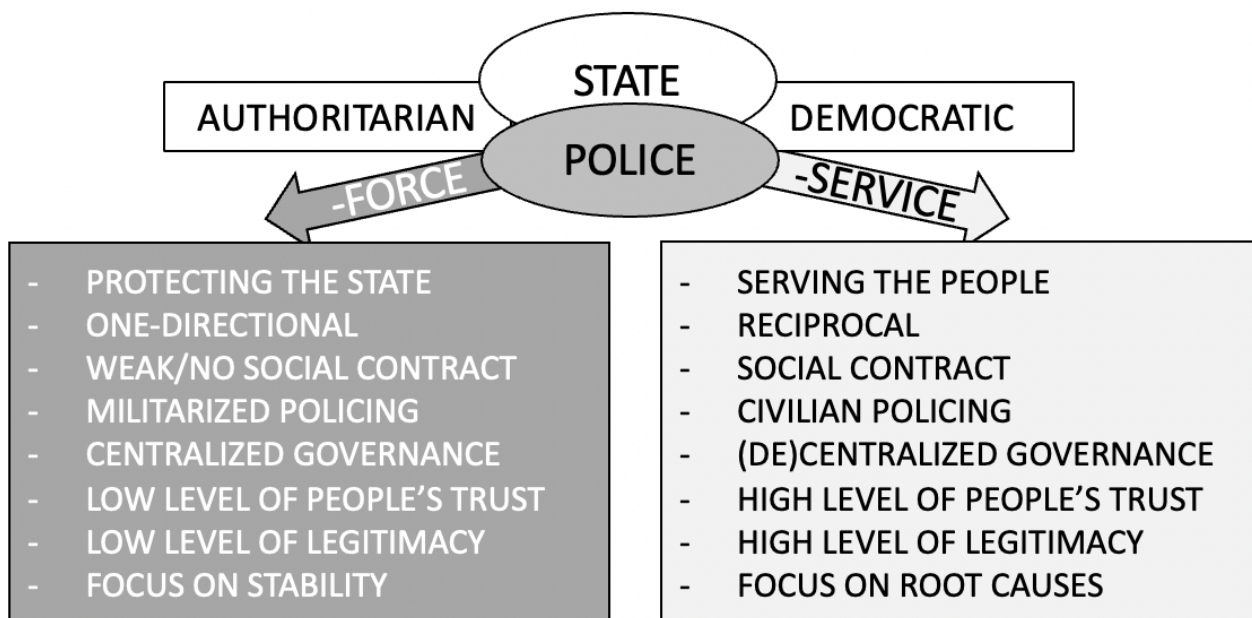 STATE
AUTHORITARIAN
DEMOCRATIC
POLICE
-FORCE
-SERVICE
- PROTECTING THE STATE
- ONE-DIRECTIONAL
- WEAK/NO SOCIAL CONTRACT
- MILITARIZED POLICING
- CENTRALIZED GOVERNANCE
- LOW LEVEL OF PEOPLE’S TRUST
- LOW LEVEL OF LEGITIMACY
- FOCUS ON STABILITY
- SERVING THE PEOPLE
- RECIPROCAL
- SOCIAL CONTRACT
- CIVILIAN POLICING
- (DE)CENTRALIZED GOVERNANCE
- HIGH LEVEL OF PEOPLE’S TRUST
- HIGH LEVEL OF LEGITIMACY
- FOCUS ON ROOT CAUSES